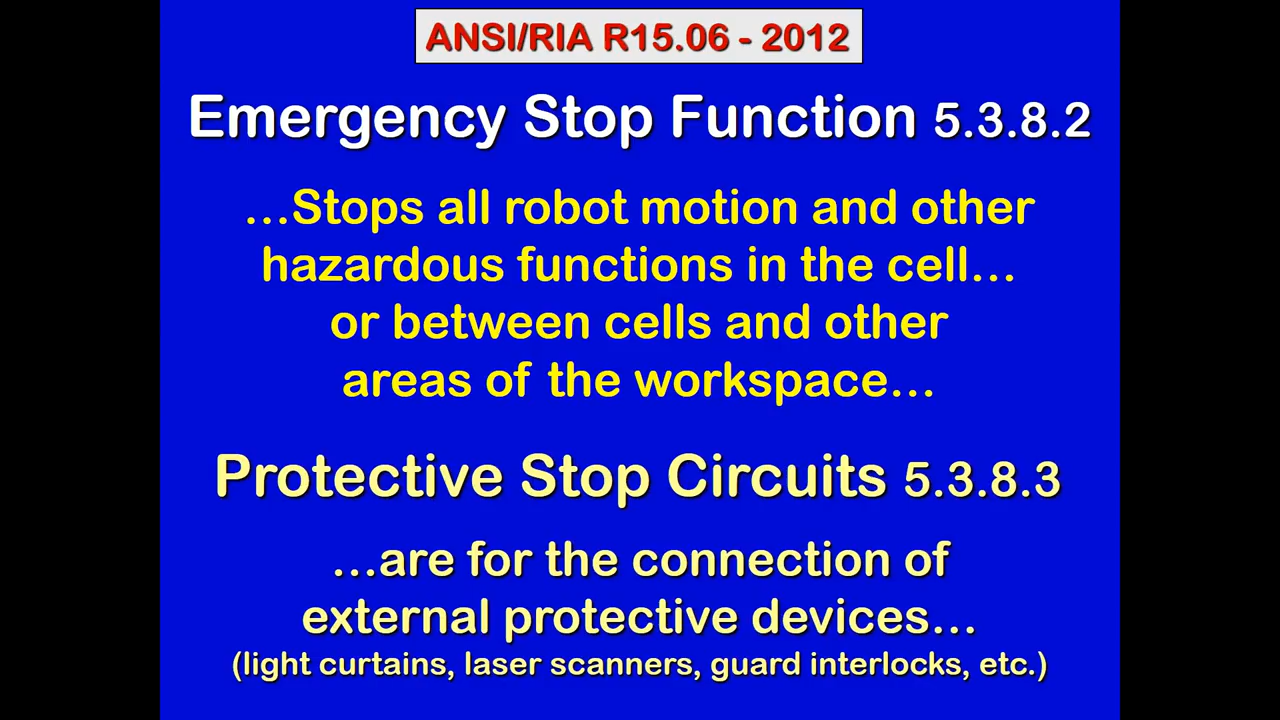 ANSI/RIA R15.06 - 2012
Emergency Stop Function 5.3.8.2
...Stops all robot motion and other
hazardous functions in the cell...
or between cells and other
areas of the workspace...
Protective Stop Circuits 5.3.8.3
...are for the connection of
external protective devices...
(light curtains, laser scanners, guard interlocks, etc.)